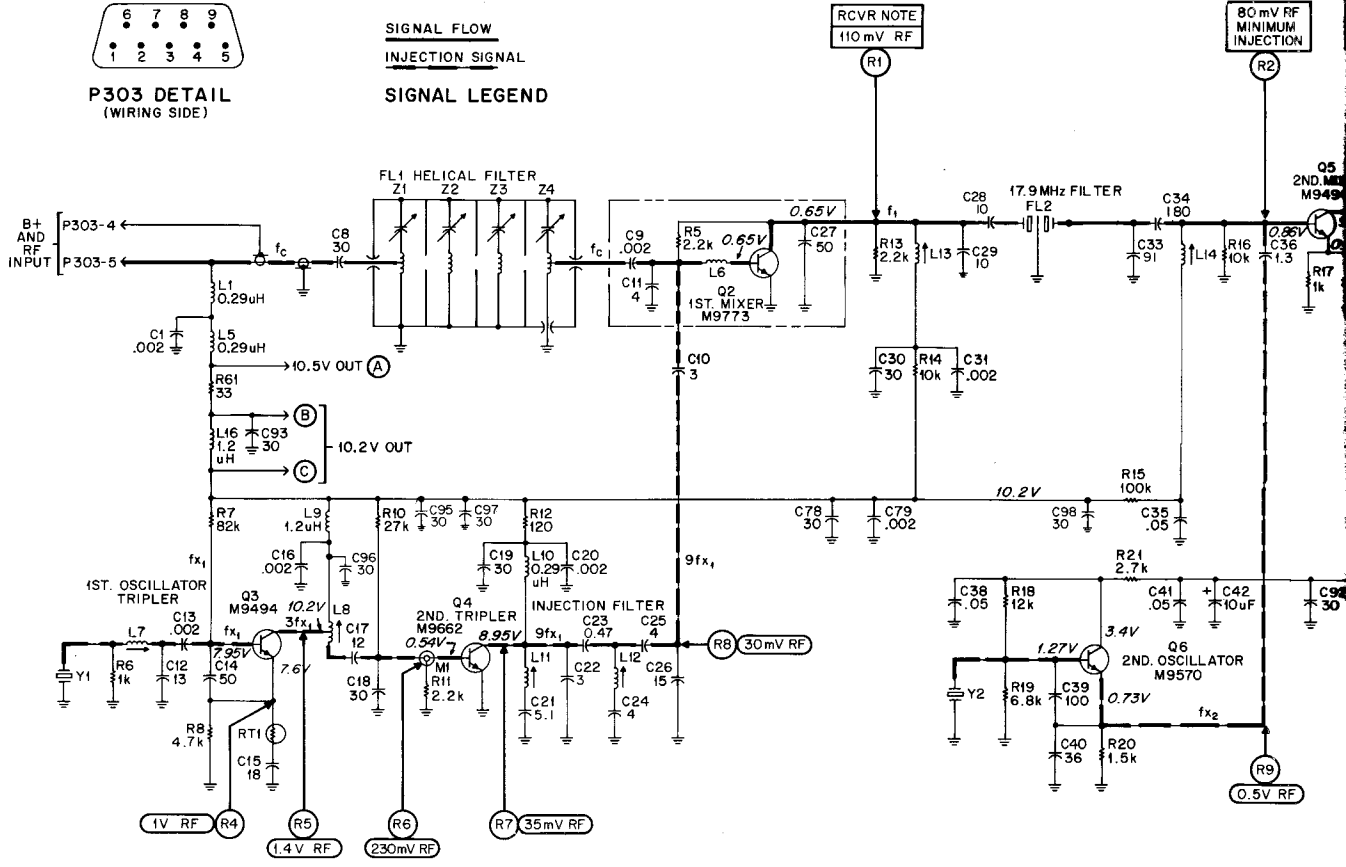 6 7 8 9
1 2 3 4 5
P303 DETAIL
(WIRING SIDE)
SIGNAL FLOW
INJECTION SIGNAL
SIGNAL LEGEND
RCVR NOTE
110mV RF
R1
80mV RF
MINIMUM
INJECTION
R2
B+
AND
RF
INPUT
P303-4
P303-5
fc
C8
30
FL1 HELICAL FILTER
Z1 Z2 Z3 Z4
fc
C9
.002
C11
4
R5
2.2k
0.65V
L6
Q2
1ST. MIXER
M9773
0.65V
C27
50
f1
R13
2.2k
L13
C28
10
C29
10
17.9MHz FILTER
FL2
C34
180
C33
91
L14
R16
10k
0.86V
C36
1.3
Q5
R17
1k
L1
0.29uH
C1
.002
L5
0.29uH
10.5V OUT A
R61
33
B
L16
1.2
uH
C93
30
10.2V OUT
C
C10
3
C30
30
R14
10k
C31
.002
R7
82k
L9
1.2uH
R10
27k
C95
30
C97
30
R12
120
C78
30
C79
.002
10.2V
C98
30
R15
100k
C35
.05
fx1
C16
.002
C96
30
C19
30
L10
0.29
uH
C20
.002
9fx1
1ST. OSCILLATOR
TRIPLER
Q3
M9494
10.2V
3fx1
L8
Q4
2ND. TRIPLER
M9662
INJECTION FILTER
L7
C13
.002
fx1
7.95V
7.6V
C17
12
0.54V
M1
8.95V
9fx1
C23
0.47
C25
4
R8
30mV RF
Y1
R6
1k
C12
13
C14
50
C18
30
R11
2.2k
L11
C22
3
L12
C26
15
C21
5.1
C24
4
R8
4.7k
RT1
C15
18
1V RF
R4
R5
1.4V RF
R6
230mV RF
R7
35mV RF
C38
.05
R18
12k
R21
2.7k
C41
.05
+
C42
10uF
30
3.4V
1.27V
Q6
2ND. OSCILLATOR
M9570
Y2
R19
6.8k
C39
100
0.73V
fx2
C40
36
R20
1.5k
R9
0.5V RF